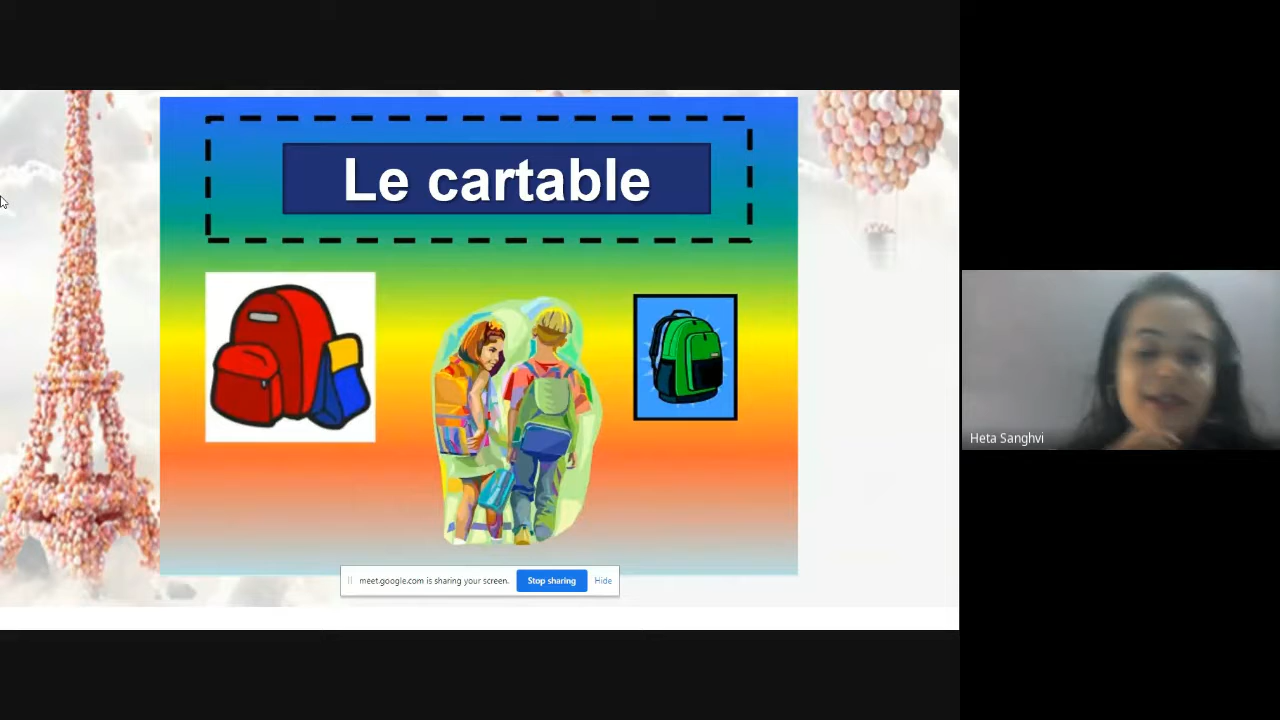 Le cartable
meet.google.com is sharing your screen.
Stop sharing
Hide
Heta Sanghvi